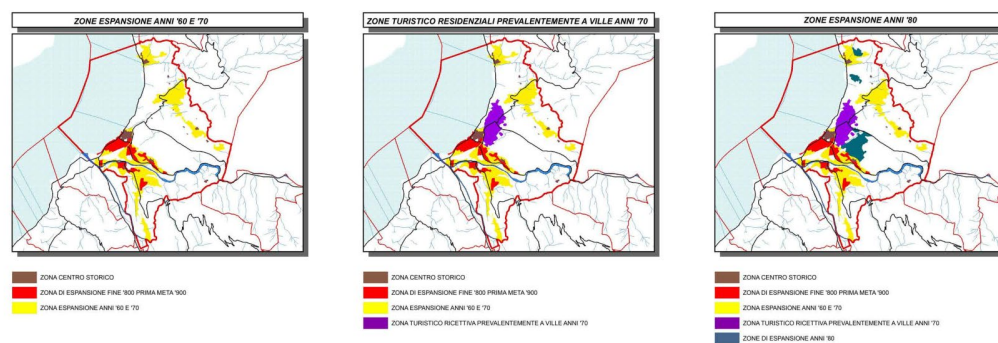 ZONE ESPANSIONE ANNI '60 E '70
ZONA CENTRO STORICO
ZONA DI ESPANSIONE FINE '800 PRIMA META '900
ZONA ESPANSIONE ANNI '60 E '70
ZONE TURISTICO RESIDENZIALI PREVALENTEMENTE A VILLE ANNI '70
ZONA CENTRO STORICO
ZONA DI ESPANSIONE FINE '800 PRIMA META '900
ZONA ESPANSIONE ANNI '60 E '70
ZONA TURISTICO RICETTIVA PREVALENTEMENTE A VILLE ANNI '70
ZONE ESPANSIONE ANNI '80
ZONA CENTRO STORICO
ZONA DI ESPANSIONE FINE '800 PRIMA META '900
ZONA ESPANSIONE ANNI '60 E '70
ZONA TURISTICO RICETTIVA PREVALENTEMENTE A VILLE ANNI '70
ZONE DI ESPANSIONE ANNI '80